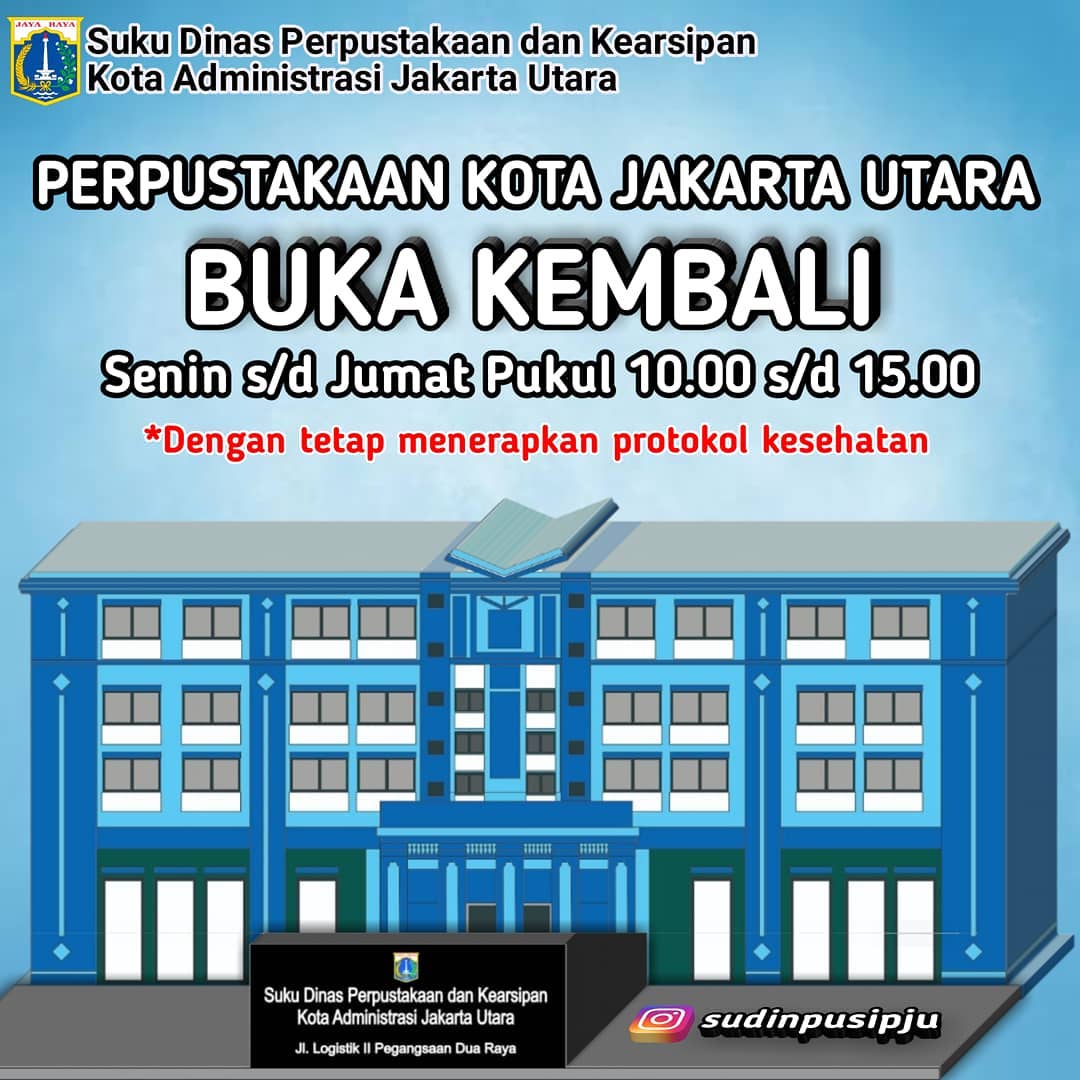 JAYA RAYA
Suku Dinas Perpustakaan dan Kearsipan
Kota Administrasi Jakarta Utara
PERPUSTAKAAN KOTA JAKARTA UTARA
BUKA KEMBALI
Senin s/d Jumat Pukul 10.00 s/d 15.00
*Dengan tetap menerapkan protokol kesehatan
Suku Dinas Perpustakaan dan Kearsipan
Kota Administrasi Jakarta Utara
Jl. Logistik II Pegangsaan Dua Raya
sudinpusipju